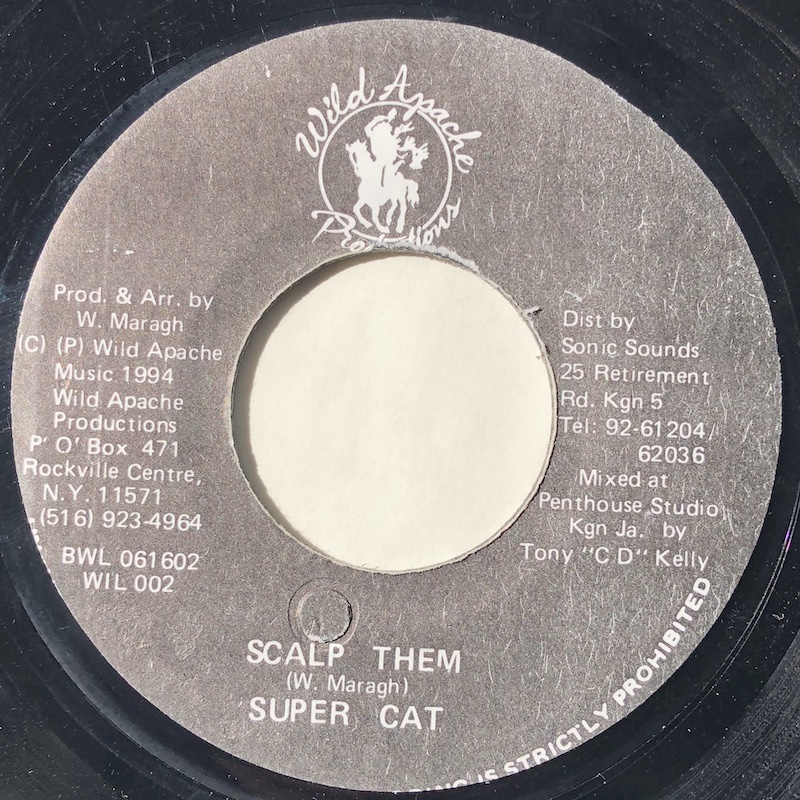 Wild Apache
Productions
Prod. & Arr. by
W. Maragh
(C) (P) Wild Apache
Music 1994
Wild Apache
Productions
P' O' Box 471
Rockville Centre,
N.Y. 11571
(516) 923-4964
BWL 061602
WIL 002
Dist by
Sonic Sounds
25 Retirement
Rd. Kgn 5
Tel: 92-61204/
62036
Mixed at
Penthouse Studio
Kgn Ja. by
Tony "C.D" Kelly
SCALP THEM
(W. Maragh)
SUPER CAT
IS STRICTLY PROHIBITED